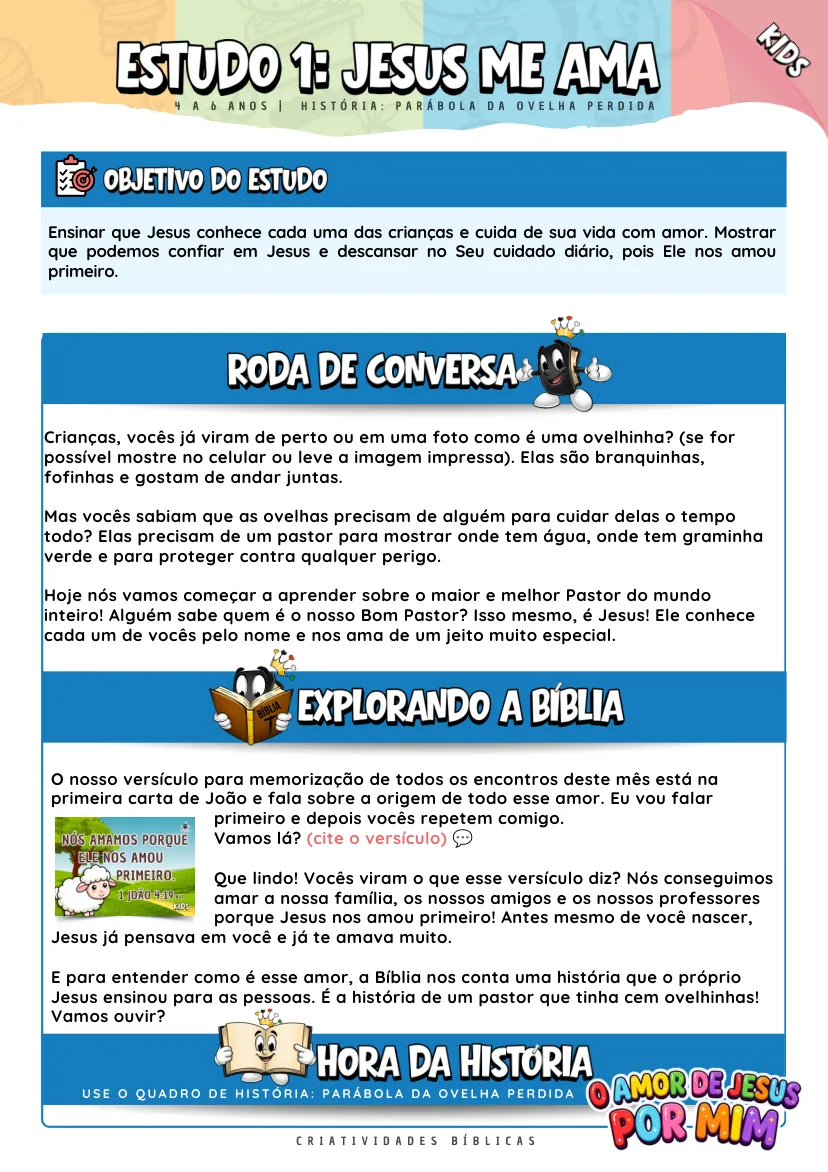 ESTUDO 1: JESUS ME AMA
KIDS
4 A 6 ANOS | HISTÓRIA: PARÁBOLA DA OVELHA PERDIDA
OBJETIVO DO ESTUDO
Ensinar que Jesus conhece cada uma das crianças e cuida de sua vida com amor. Mostrar
que podemos confiar em Jesus e descansar no Seu cuidado diário, pois Ele nos amou
primeiro.
RODA DE CONVERSA
Crianças, vocês já viram de perto ou em uma foto como é uma ovelhinha? (se for
possível mostre no celular ou leve a imagem impressa). Elas são branquinhas,
fofinhas e gostam de andar juntas.
Mas vocês sabiam que as ovelhas precisam de alguém para cuidar delas o tempo
todo? Elas precisam de um pastor para mostrar onde tem água, onde tem graminha
verde e para proteger contra qualquer perigo.
Hoje nós vamos começar a aprender sobre o maior e melhor Pastor do mundo
inteiro! Alguém sabe quem é o nosso Bom Pastor? Isso mesmo, é Jesus! Ele conhece
cada um de vocês pelo nome e nos ama de um jeito muito especial.
BÍBLIA
EXPLORANDO A BÍBLIA
O nosso versículo para memorização de todos os encontros deste mês está na
primeira carta de João e fala sobre a origem de todo esse amor. Eu vou falar
primeiro e depois vocês repetem comigo.
Vamos lá? (cite o versículo) 💬
NÓS AMAMOS PORQUE
ELE NOS AMOU
PRIMEIRO.
1 JOÃO 4:19
KIDS
Que lindo! Vocês viram o que esse versículo diz? Nós conseguimos
amar a nossa família, os nossos amigos e os nossos professores
porque Jesus nos amou primeiro! Antes mesmo de você nascer,
Jesus já pensava em você e já te amava muito.
E para entender como é esse amor, a Bíblia nos conta uma história que o próprio
Jesus ensinou para as pessoas. É a história de um pastor que tinha cem ovelhinhas!
Vamos ouvir?
HORA DA HISTÓRIA
USE O QUADRO DE HISTÓRIA: PARÁBOLA DA OVELHA PERDIDA
O AMOR DE JESUS
POR MIM
CRIATIVIDADES BÍBLICAS